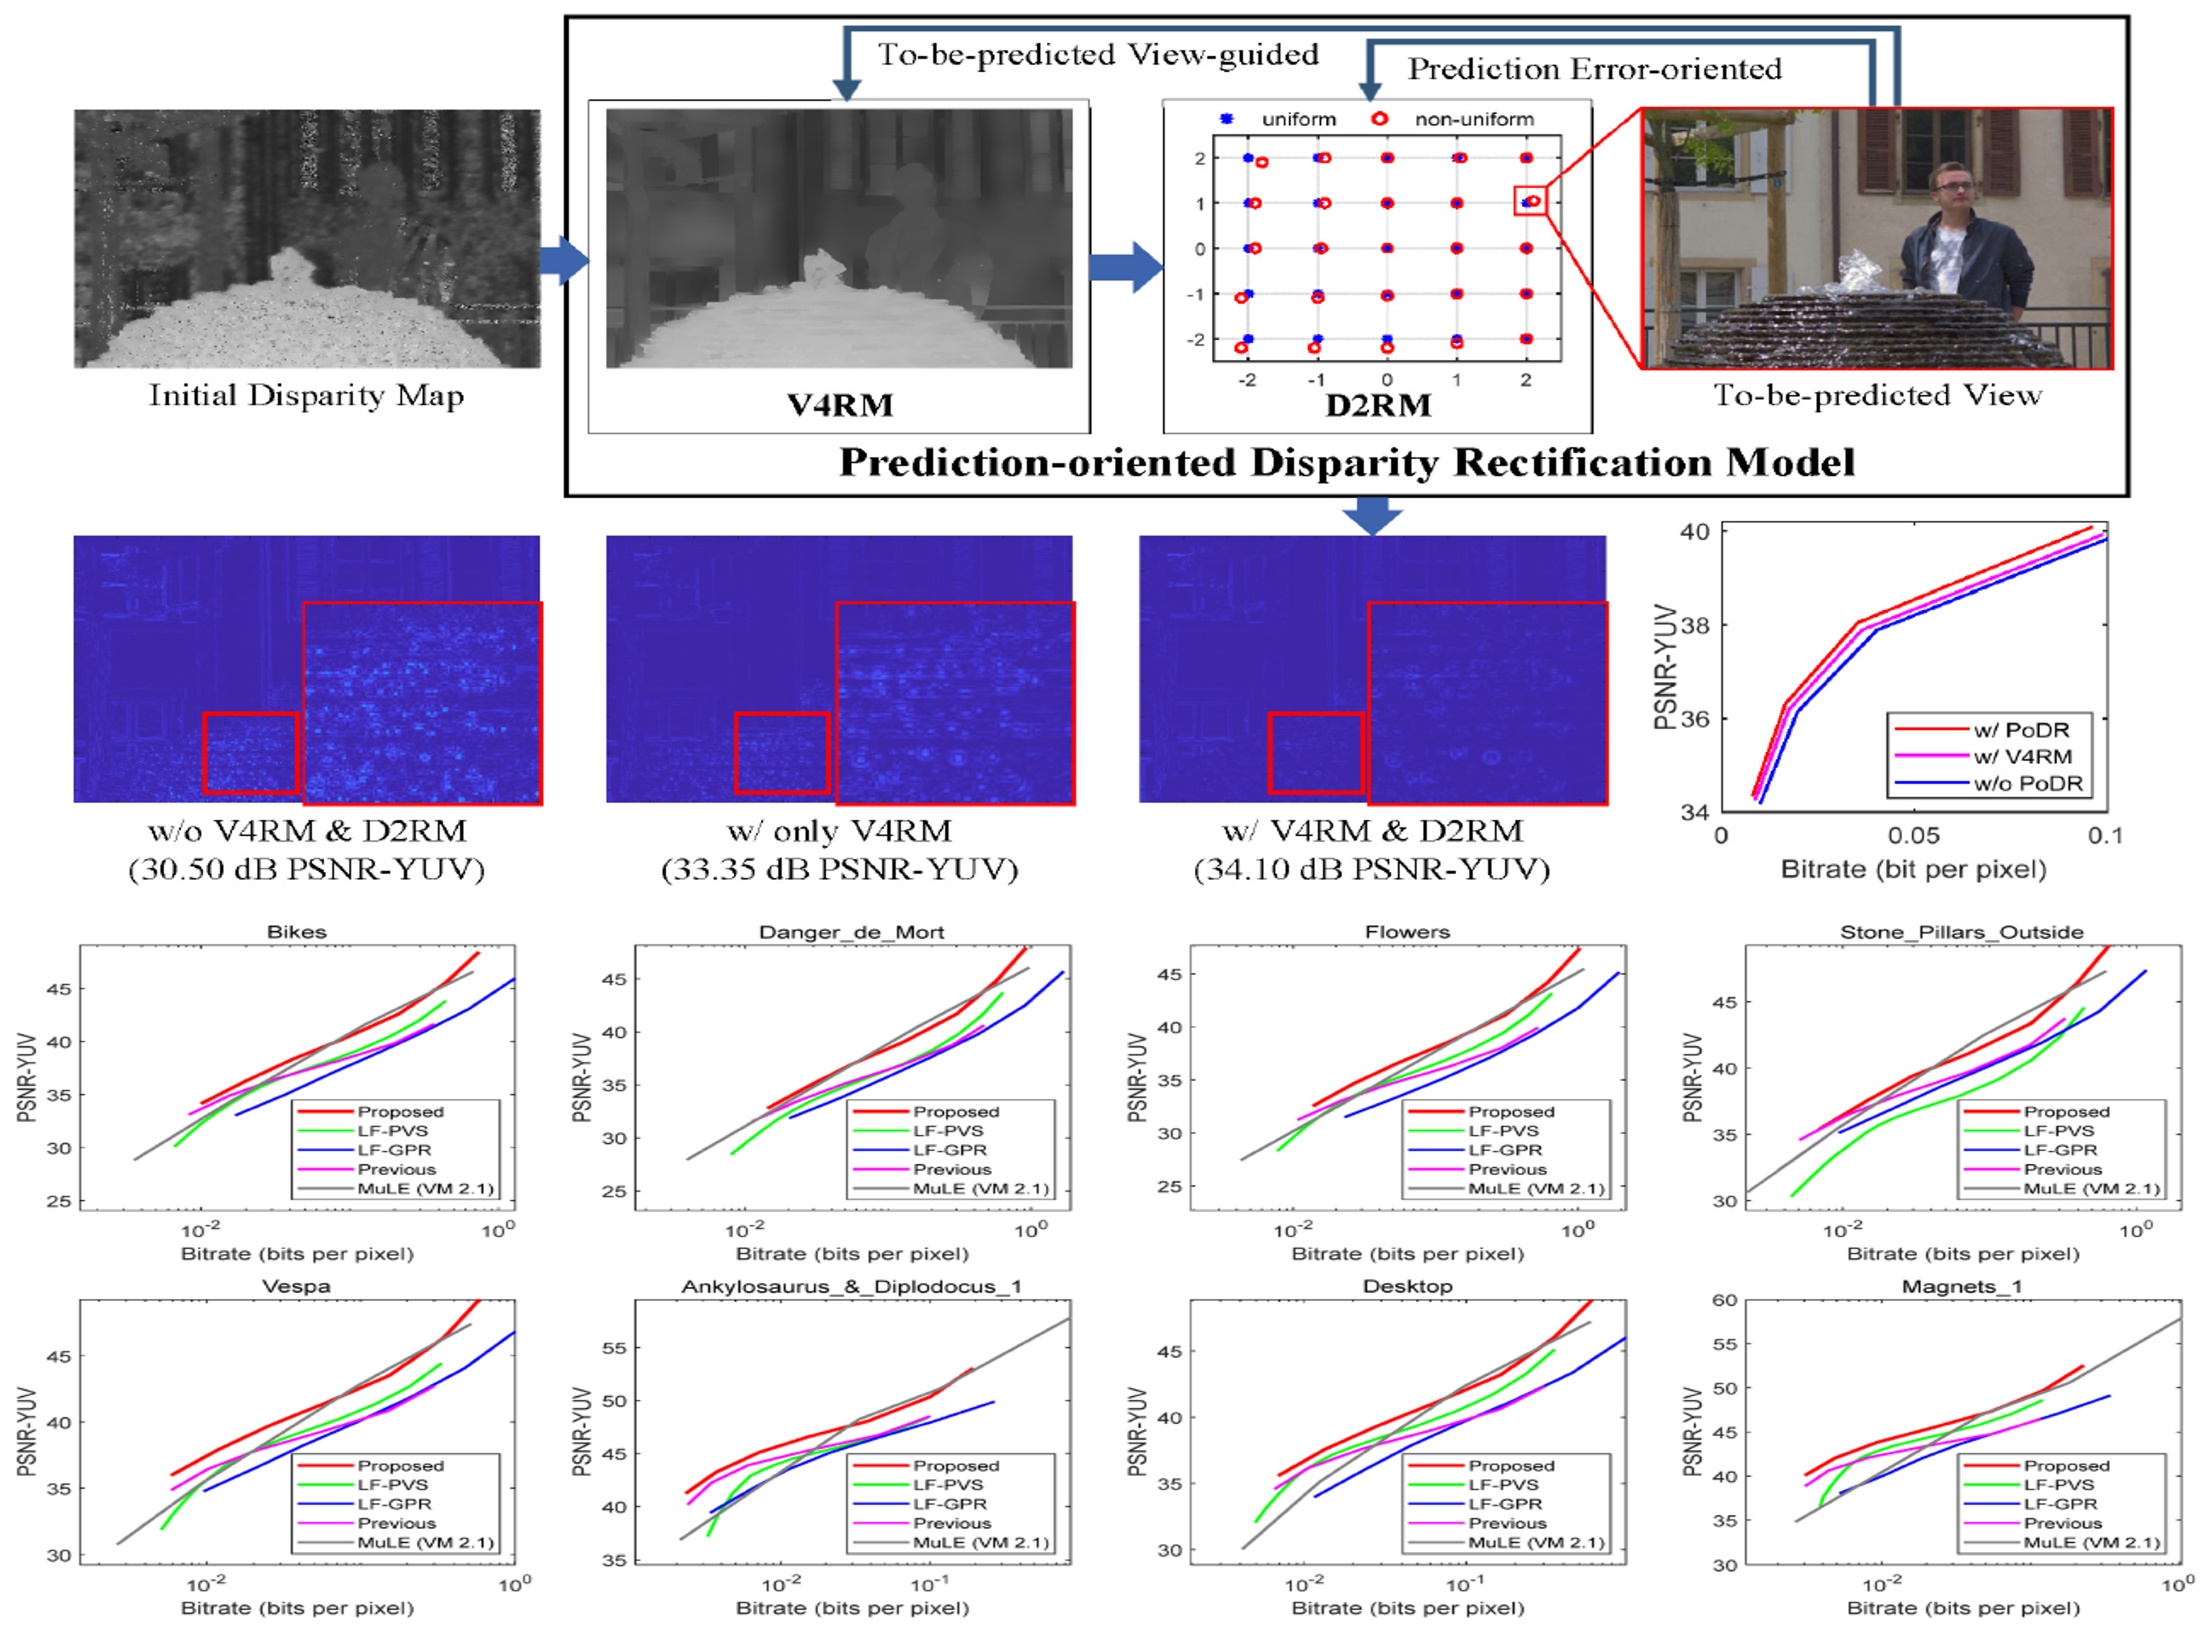 To-be-predicted View-guided
Prediction Error-oriented
uniform non-uniform
2
1
0
-1
-2
-2 -1 0 1 2
Initial Disparity Map
V4RM
D2RM
To-be-predicted View
Prediction-oriented Disparity Rectification Model
w/o V4RM & D2RM
(30.50 dB PSNR-YUV)
w/ only V4RM
(33.35 dB PSNR-YUV)
w/ V4RM & D2RM
(34.10 dB PSNR-YUV)
PSNR-YUV
40
38
36
34
w/ PoDR
w/ V4RM
w/o PoDR
0 0.05 0.1
Bitrate (bit per pixel)
Bikes
PSNR-YUV
45
40
35
30
25
Proposed
LF-PVS
LF-GPR
Previous
MuLE (VM 2.1)
10-2 100
Bitrate (bits per pixel)
Danger_de_Mort
PSNR-YUV
45
40
35
30
25
Proposed
LF-PVS
LF-GPR
Previous
MuLE (VM 2.1)
10-2 100
Bitrate (bits per pixel)
Flowers
PSNR-YUV
45
40
35
30
25
Proposed
LF-PVS
LF-GPR
Previous
MuLE (VM 2.1)
10-2 100
Bitrate (bits per pixel)
Stone_Pillars_Outside
PSNR-YUV
45
40
35
30
Proposed
LF-PVS
LF-GPR
Previous
MuLE (VM 2.1)
10-2 100
Bitrate (bits per pixel)
Vespa
PSNR-YUV
45
40
35
30
Proposed
LF-PVS
LF-GPR
Previous
MuLE (VM 2.1)
10-2 100
Bitrate (bits per pixel)
Ankylosaurus_&_Diplodocus_1
PSNR-YUV
55
50
45
40
35
Proposed
LF-PVS
LF-GPR
Previous
MuLE (VM 2.1)
10-2 10-1
Bitrate (bits per pixel)
Desktop
PSNR-YUV
45
40
35
30
Proposed
LF-PVS
LF-GPR
Previous
MuLE (VM 2.1)
10-2 10-1
Bitrate (bits per pixel)
Magnets_1
PSNR-YUV
60
55
50
45
40
35
30
Proposed
LF-PVS
LF-GPR
Previous
MuLE (VM 2.1)
10-2 100
Bitrate (bits per pixel)